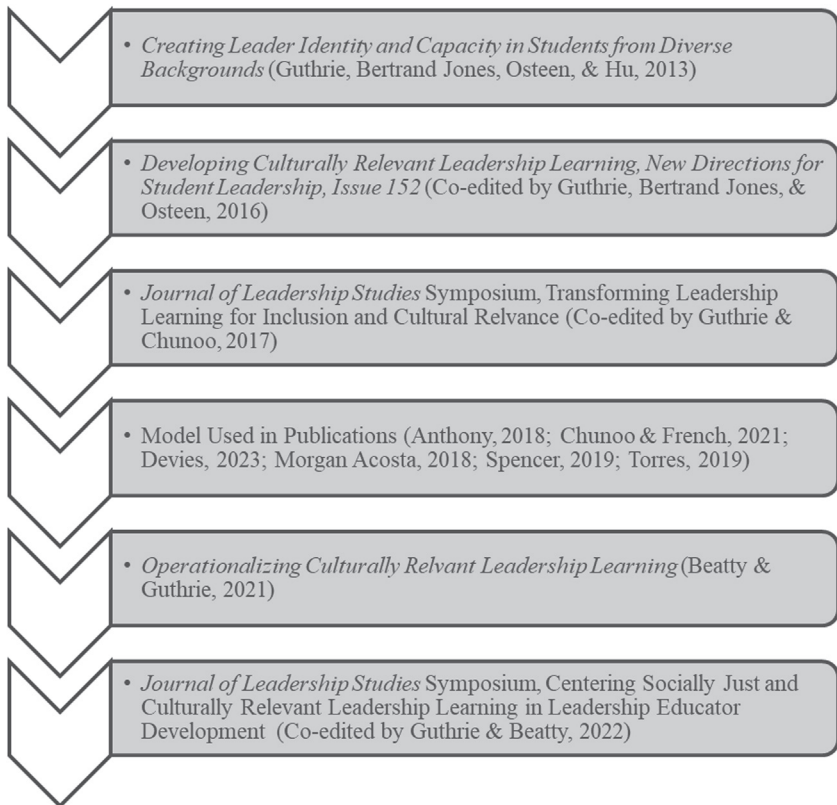 • Creating Leader Identity and Capacity in Students from Diverse
Backgrounds (Guthrie, Bertrand Jones, Osteen, & Hu, 2013)
• Developing Culturally Relevant Leadership Learning, New Directions for
Student Leadership, Issue 152 (Co-edited by Guthrie, Bertrand Jones, &
Osteen, 2016)
• Journal of Leadership Studies Symposium, Transforming Leadership
Learning for Inclusion and Cultural Relvance (Co-edited by Guthrie &
Chunoo, 2017)
• Model Used in Publications (Anthony, 2018; Chunoo & French, 2021;
Devies, 2023; Morgan Acosta, 2018; Spencer, 2019; Torres, 2019)
• Operationalizing Culturally Relvant Leadership Learning (Beatty &
Guthrie, 2021)
• Journal of Leadership Studies Symposium, Centering Socially Just and
Culturally Relevant Leadership Learning in Leadership Educator
Development (Co-edited by Guthrie & Beatty, 2022)